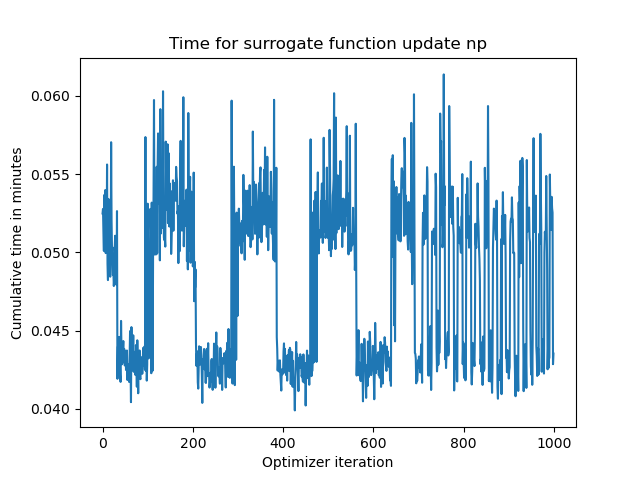 Time for surrogate function update np
0.060
0.055
0.050
0.045
0.040
Cumulative time in minutes
0 200 400 600 800 1000
Optimizer iteration